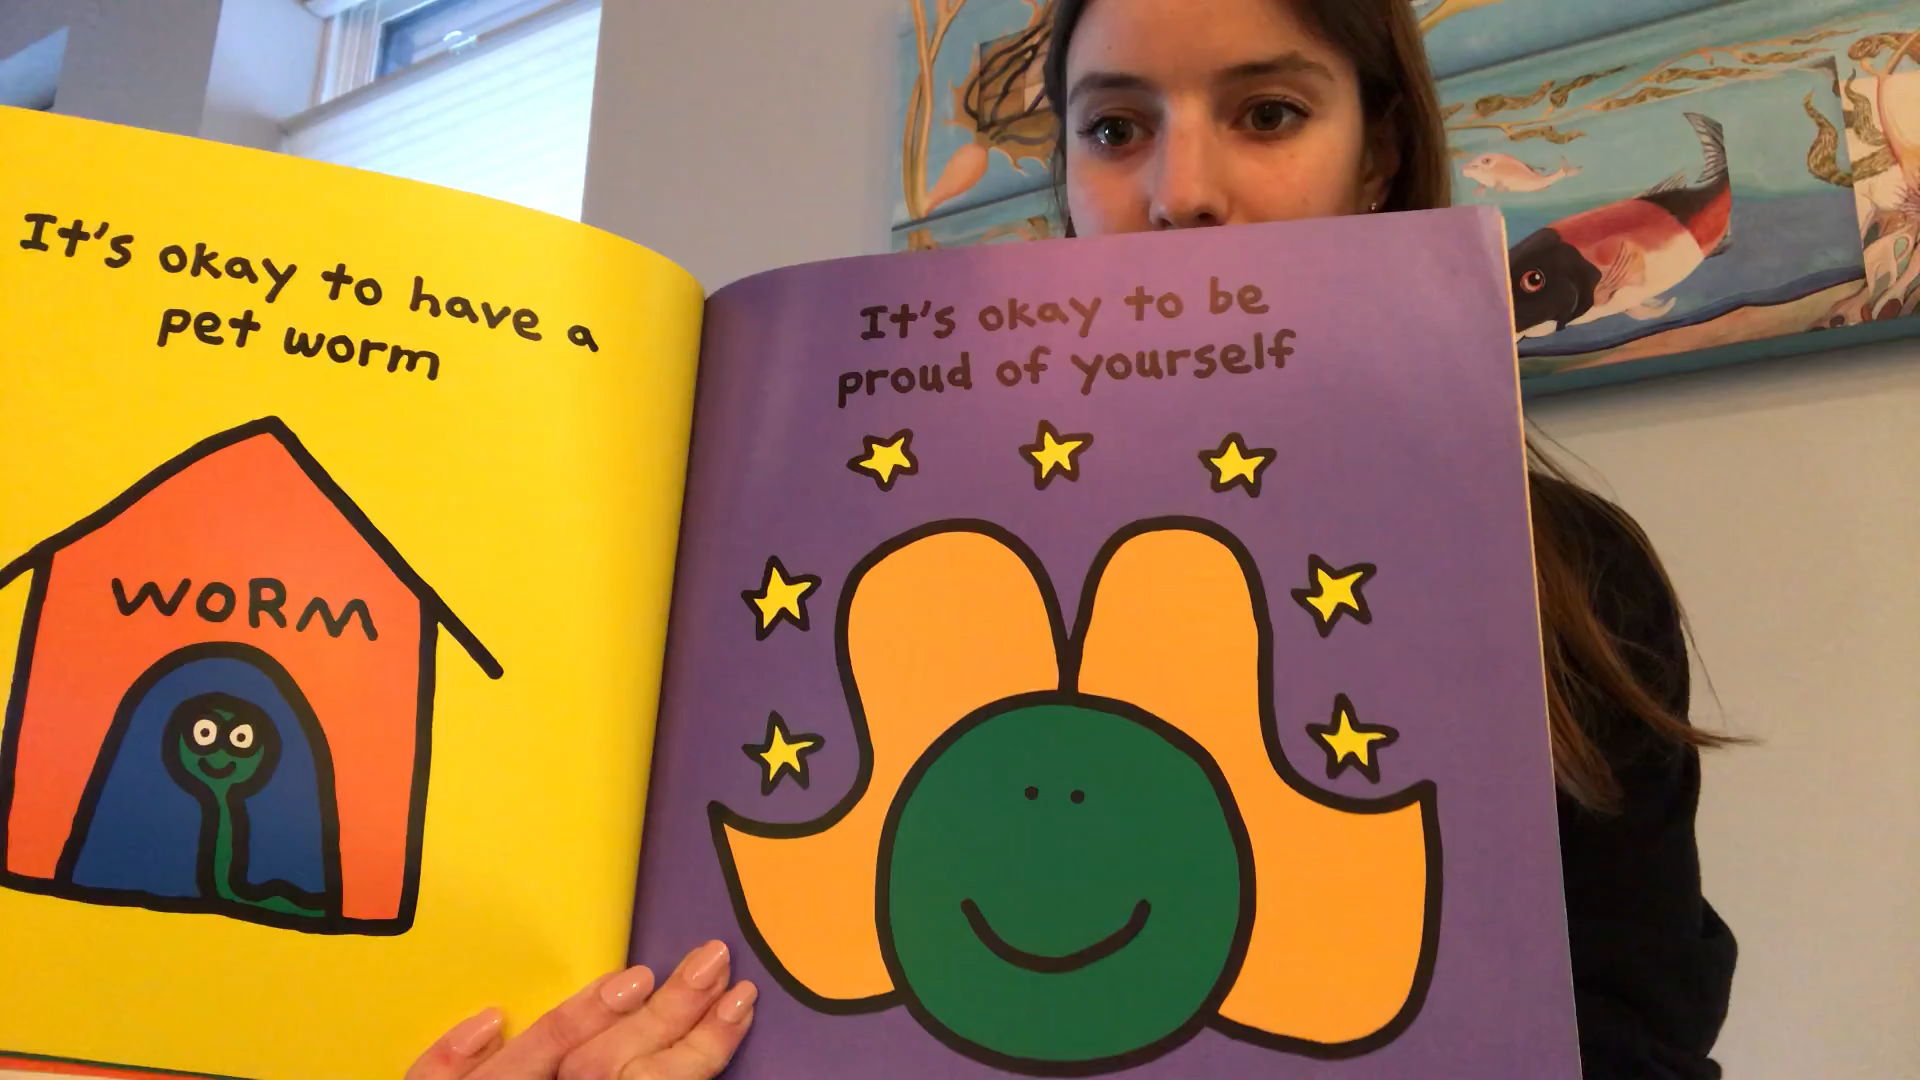 It's okay to have a
pet worm
WORM
It's okay to be
proud of yourself